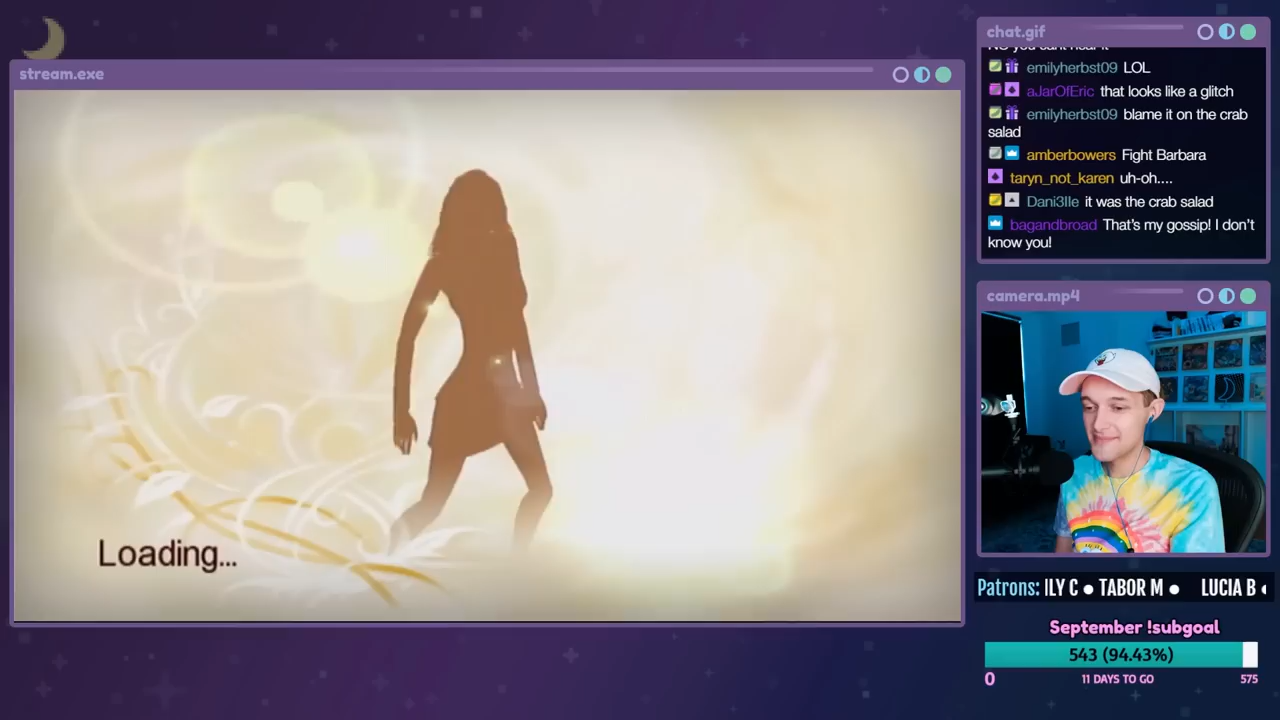 stream.exe
Loading...
chat.gif
emilyherbst09 LOL
aJarOfEric that looks like a glitch
emilyherbst09 blame it on the crab
salad
amberbowers Fight Barbara
taryn_not_karen uh-oh....
Dani3lle it was the crab salad
bagandbroad That's my gossip! I don't
know you!
camera.mp4
Patrons: ILY C ● TABOR M ● LUCIA B
September !subgoal
543 (94.43%)
0 11 DAYS TO GO 575